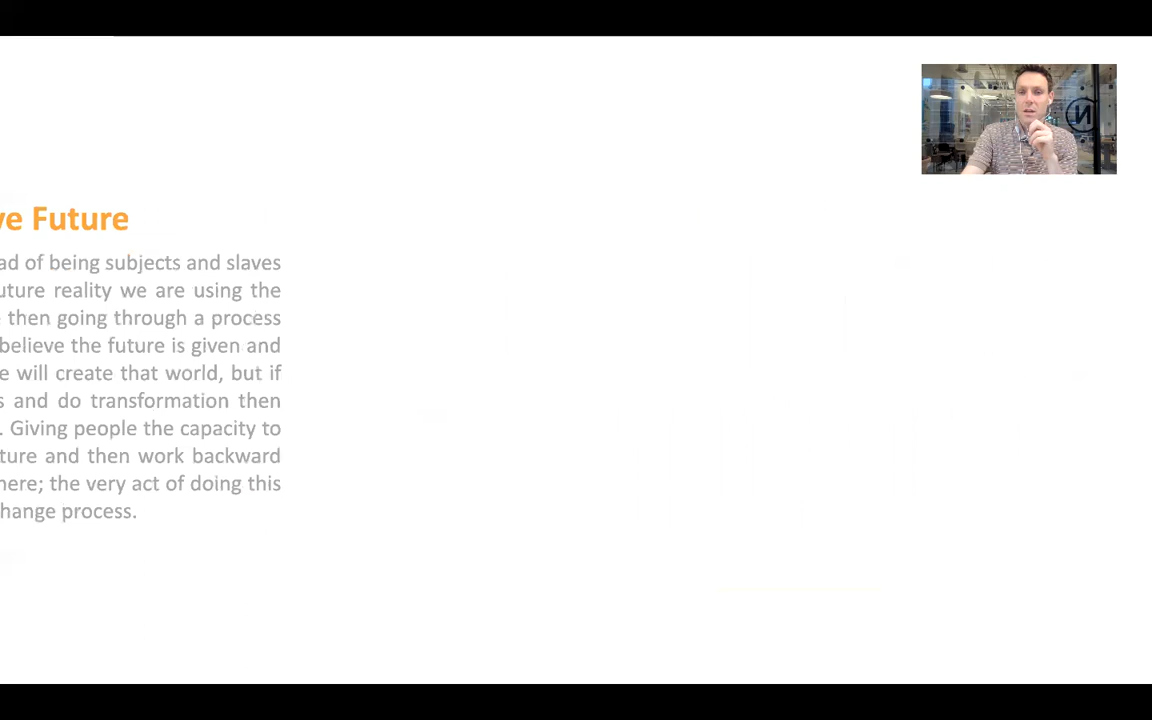 ve Future
ad of being subjects and slaves
uture reality we are using the
then going through a process
believe the future is given and
e will create that world, but if
s and do transformation then
. Giving people the capacity to
ture and then work backward
here; the very act of doing this
hange process.
N